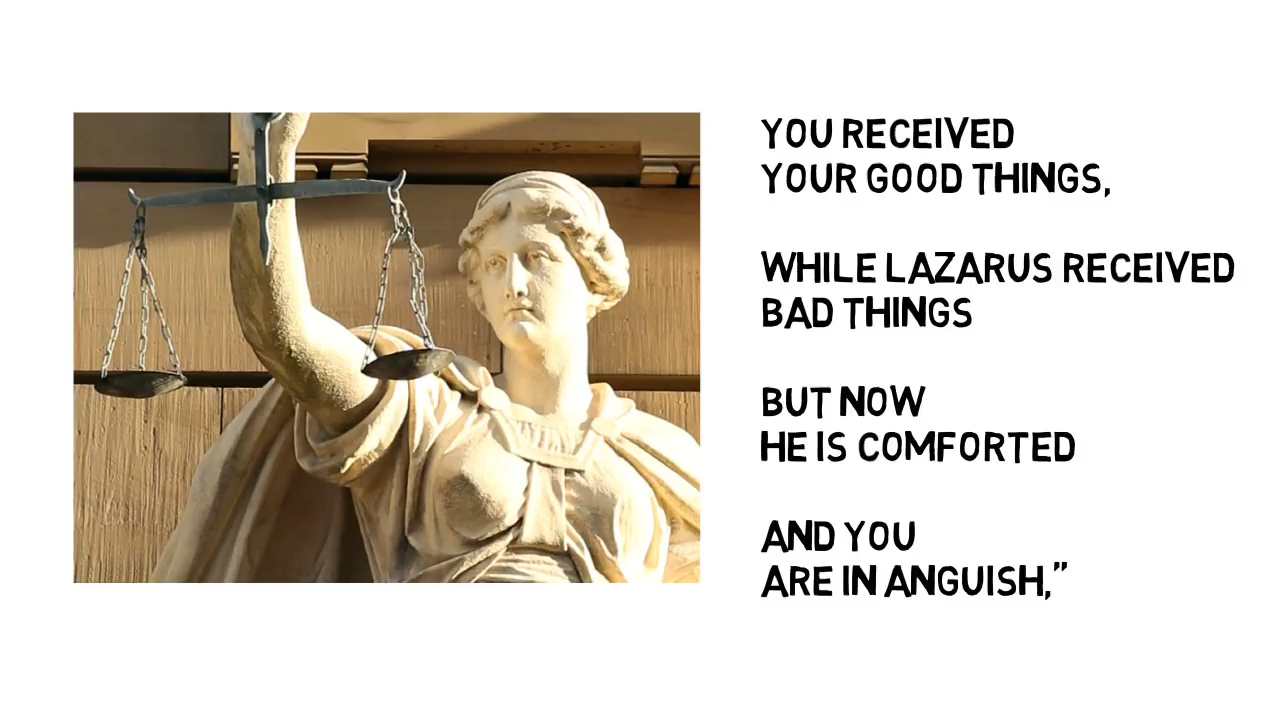 YOU RECEIVED
YOUR GOOD THINGS,
WHILE LAZARUS RECEIVED
BAD THINGS
BUT NOW
HE IS COMFORTED
AND YOU
ARE IN ANGUISH,”